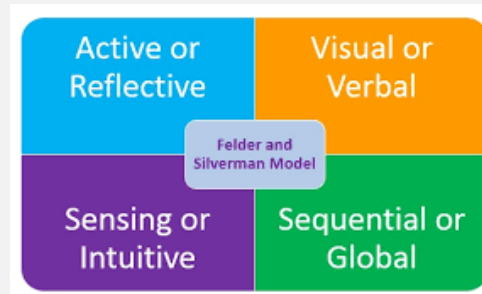 Active or
Reflective
Visual or
Verbal
Felder and
Silverman Model
Sensing or
Intuitive
Sequential or
Global